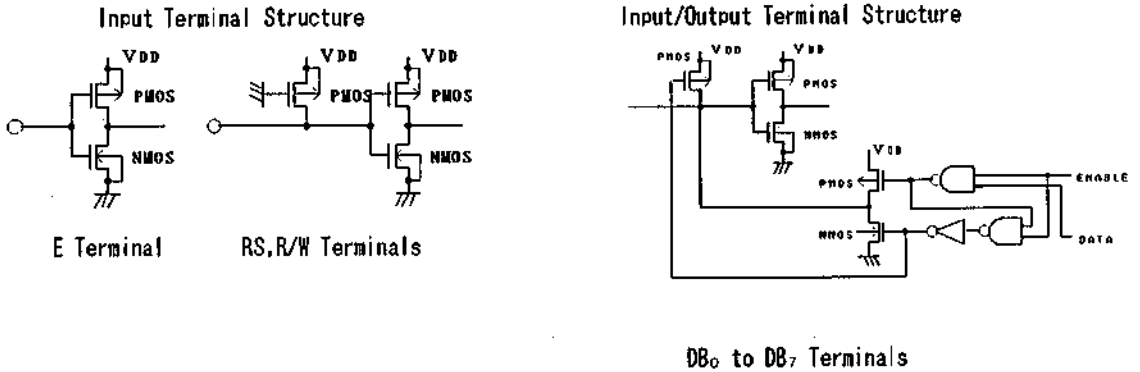 Input Terminal Structure
Input/Output Terminal Structure
VDD
PMOS
NMOS
E Terminal
VDD
PMOS
VDD
PMOS
NMOS
RS,R/W Terminals
PMOS
VDD
VDD
PMOS
NMOS
VDD
PMOS
ENABLE
NMOS
DATA
DB₀ to DB₇ Terminals